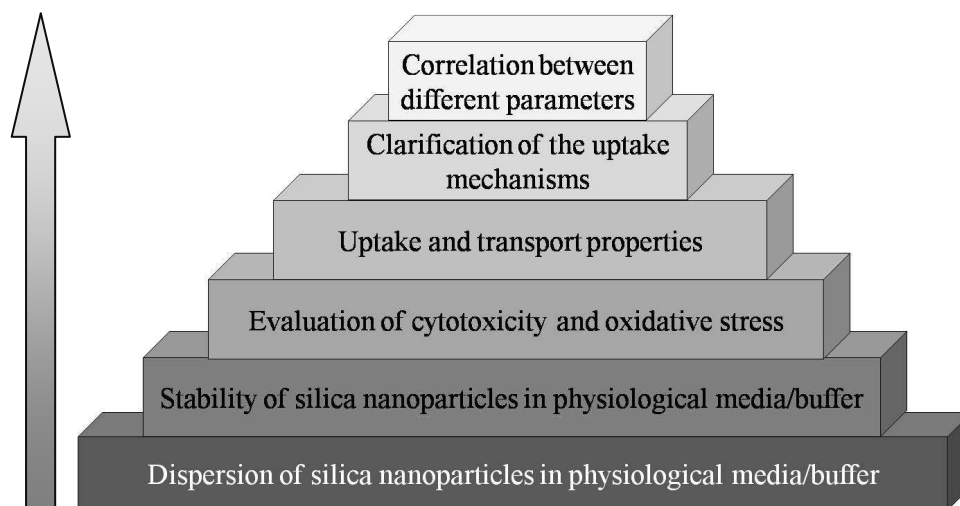 Correlation between
different parameters
Clarification of the uptake
mechanisms
Uptake and transport properties
Evaluation of cytotoxicity and oxidative stress
Stability of silica nanoparticles in physiological media/buffer
Dispersion of silica nanoparticles in physiological media/buffer